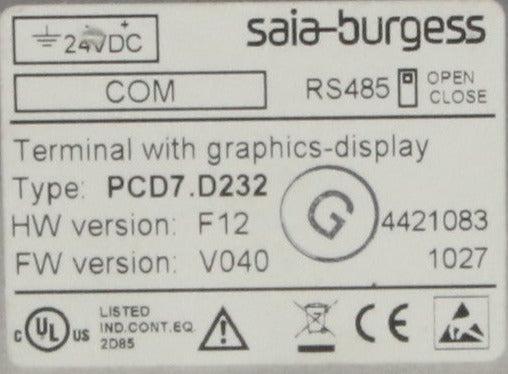 24VDC +
saia-burgess
COM
RS485 OPEN
CLOSE
Terminal with graphics-display
Type: PCD7.D232
HW version: F12
G
4421083
FW version: V040
1027
c UL US
LISTED
IND.CONT.EQ.
2D85
CE